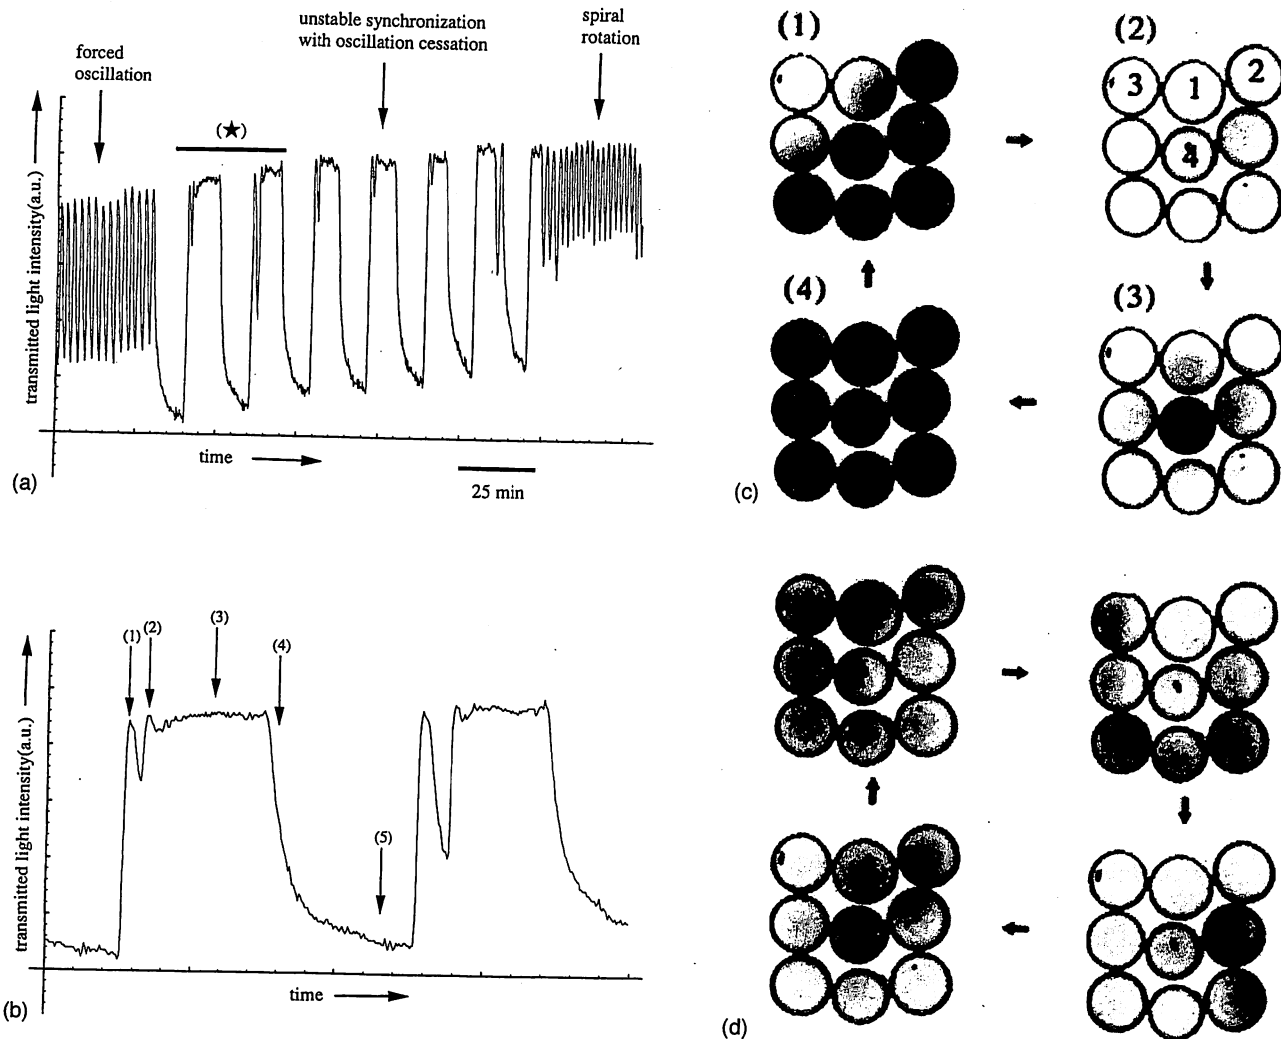 forced
oscillation
unstable synchronization
with oscillation cessation
spiral
rotation
(★)
transmitted light intensity(a.u.)
time
25 min
(a)
(1)
(2)
(3)
(4)
(5)
transmitted light intensity(a.u.)
time
(b)
(1)
(2)
3 1 2
4
(4)
(3)
(c)
(d)